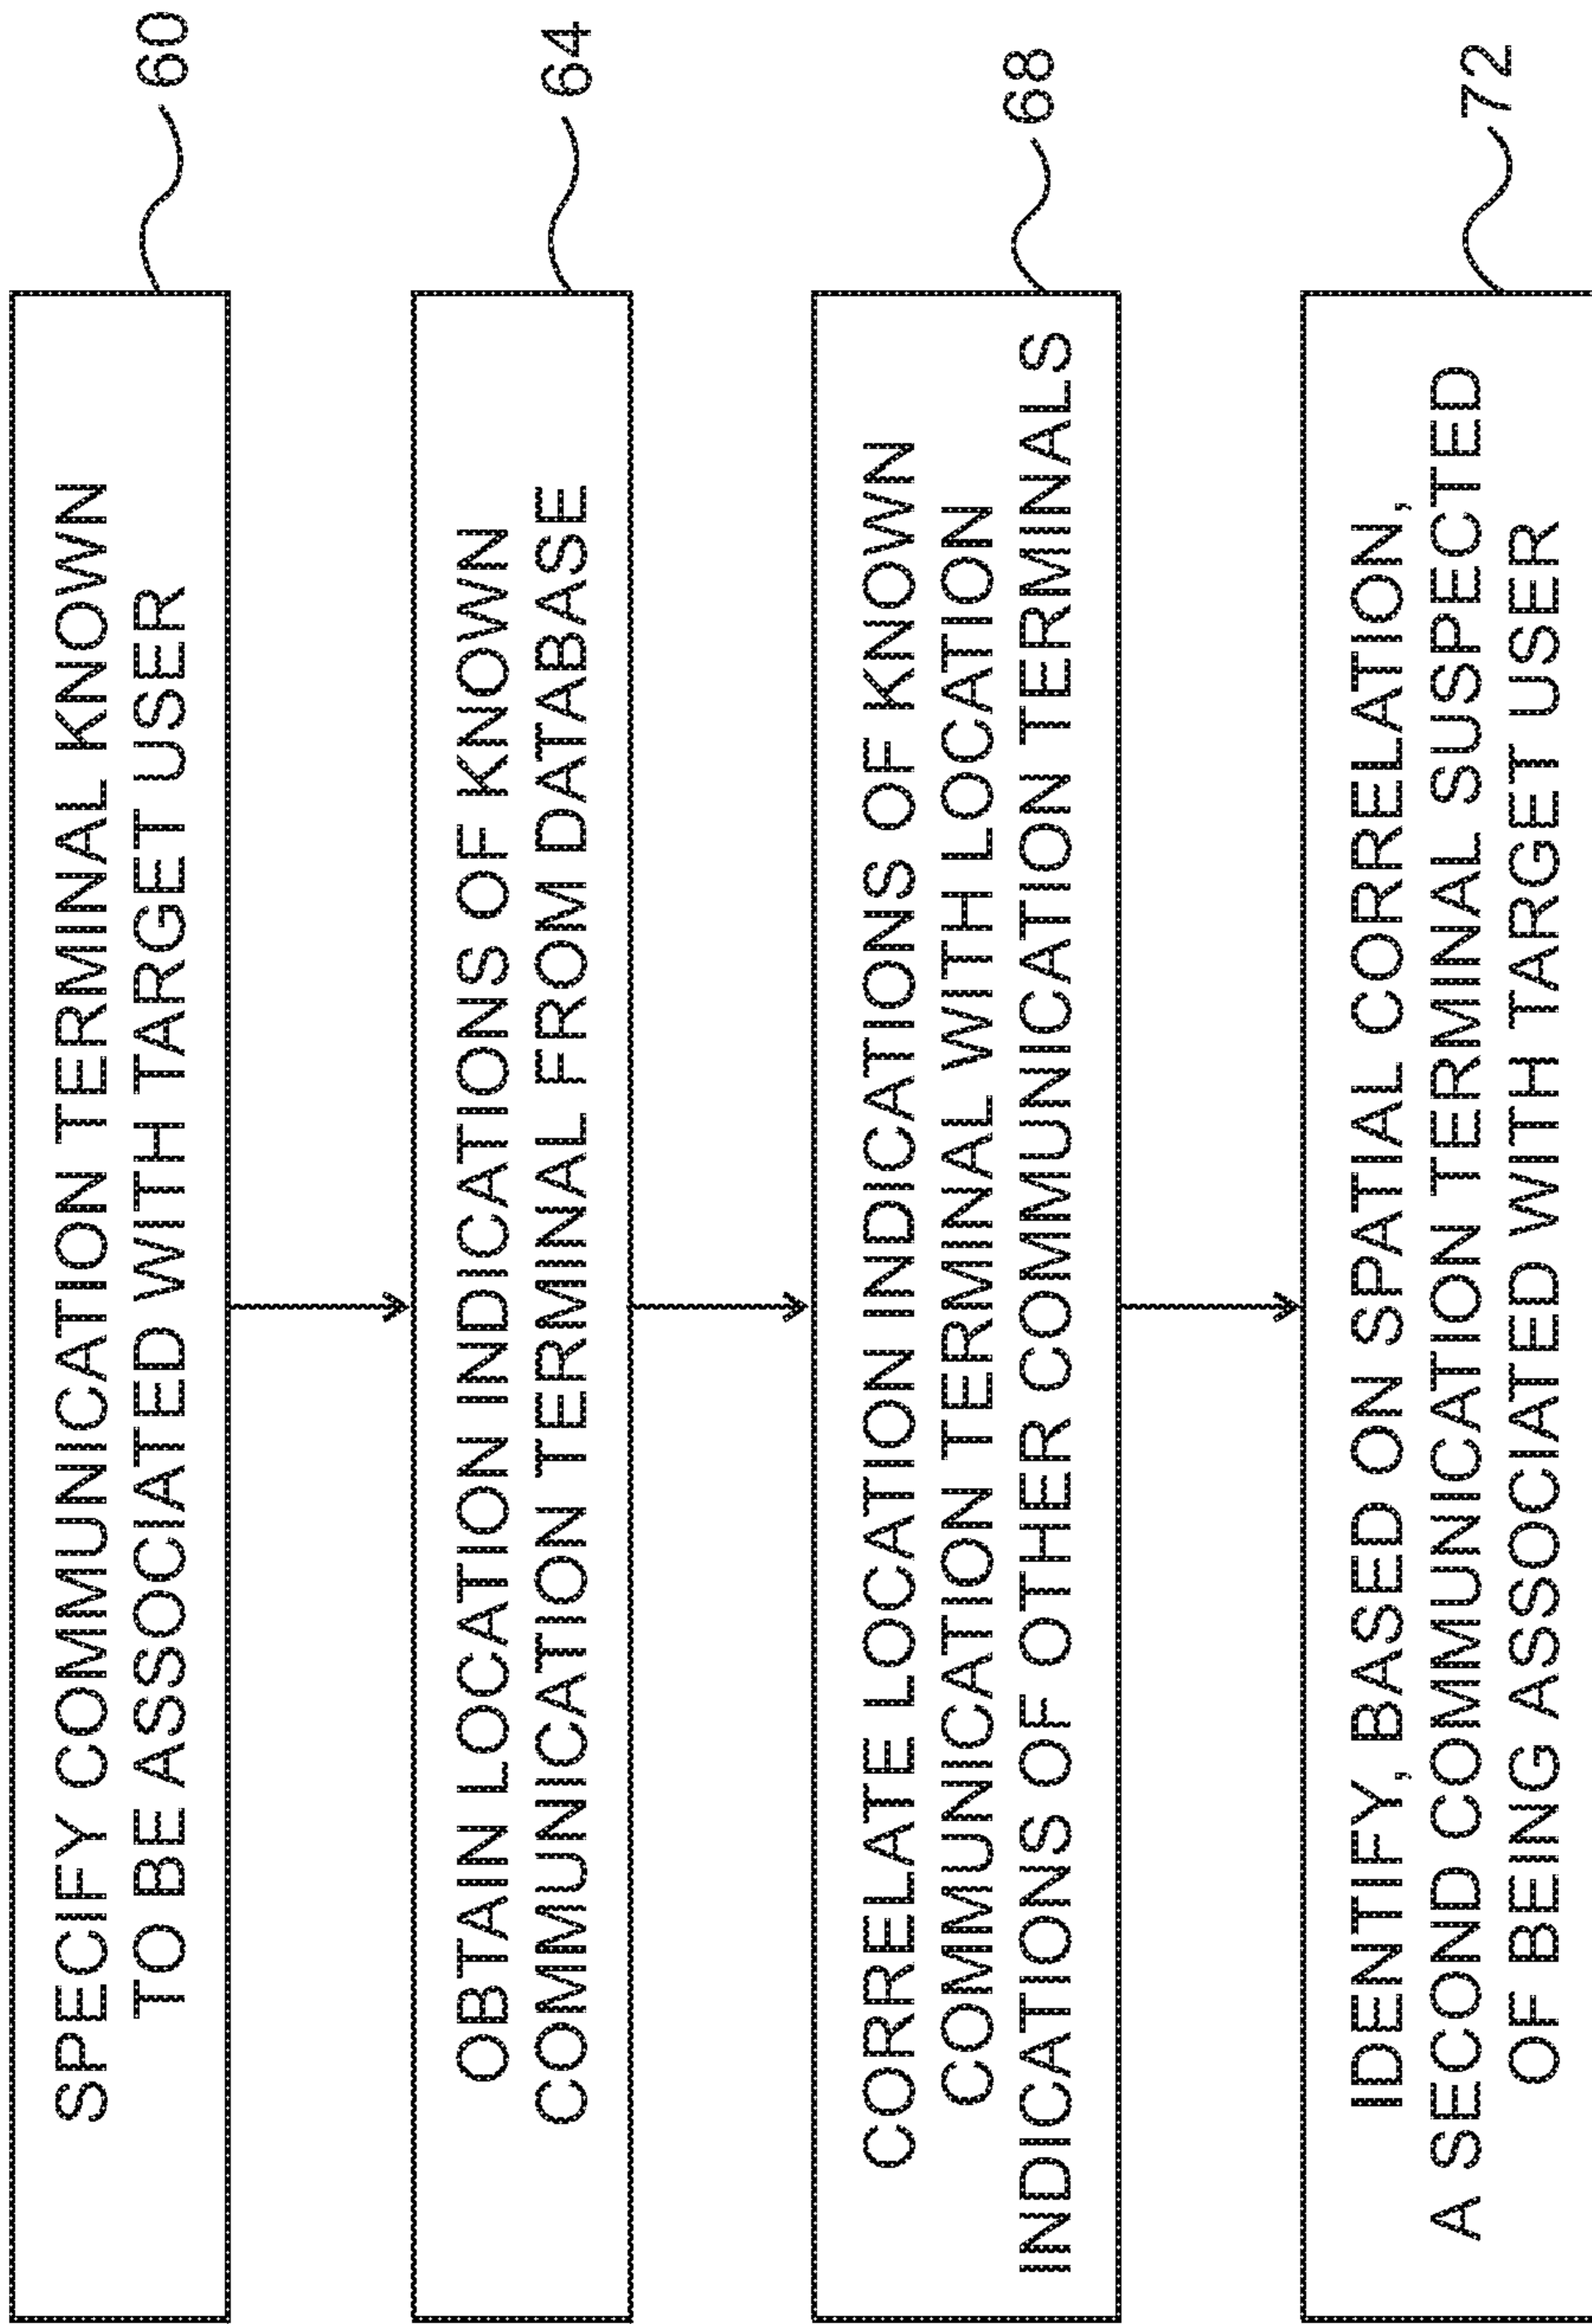 SPECIFY COMMUNICATION TERMINAL KNOWN
TO BE ASSOCIATED WITH TARGET USER
60
OBTAIN LOCATION INDICATIONS OF KNOWN
COMMUNICATION TERMINAL FROM DATABASE
64
CORRELATE LOCATION INDICATIONS OF KNOWN
COMMUNICATION TERMINAL WITH LOCATION
INDICATIONS OF OTHER COMMUNICATION TERMINALS
68
IDENTIFY, BASED ON SPATIAL CORRELATION,
A SECOND COMMUNICATION TERMINAL SUSPECTED
OF BEING ASSOCIATED WITH TARGET USER
72